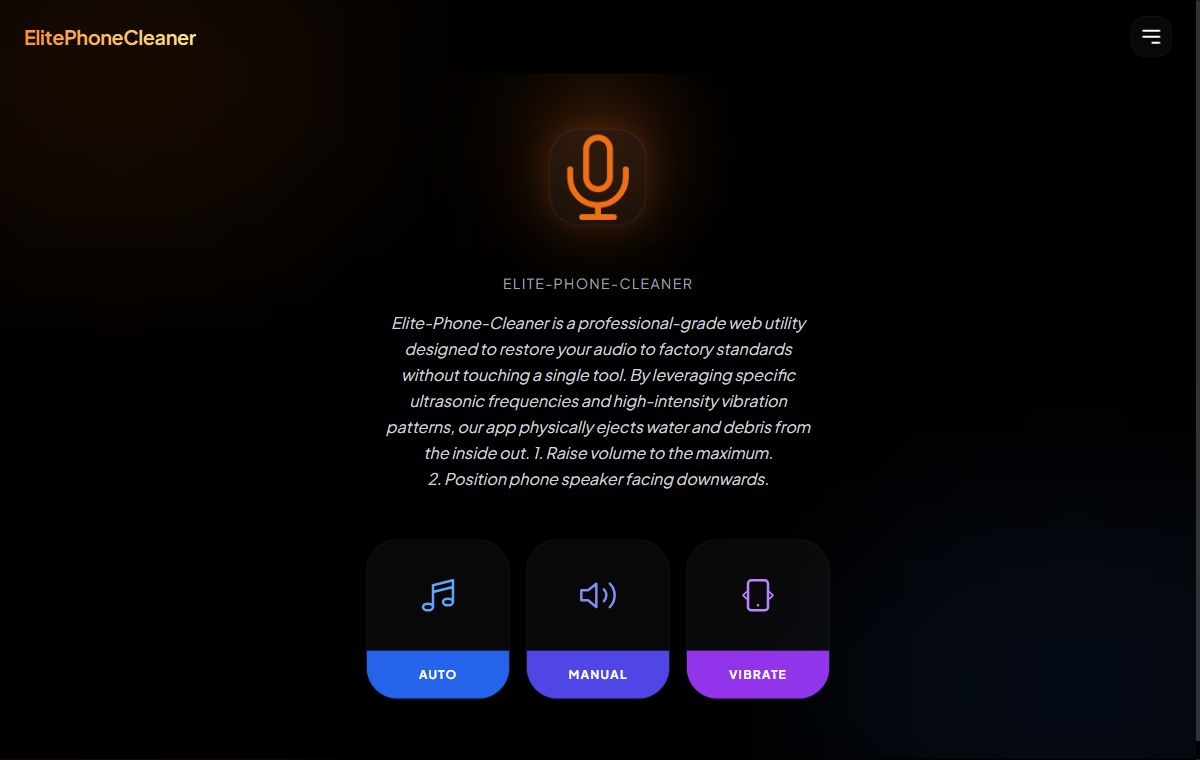 ElitePhoneCleaner
ELITE-PHONE-CLEANER
Elite-Phone-Cleaner is a professional-grade web utility
designed to restore your audio to factory standards
without touching a single tool. By leveraging specific
ultrasonic frequencies and high-intensity vibration
patterns, our app physically ejects water and debris from
the inside out. 1. Raise volume to the maximum.
2. Position phone speaker facing downwards.
AUTO
MANUAL
VIBRATE